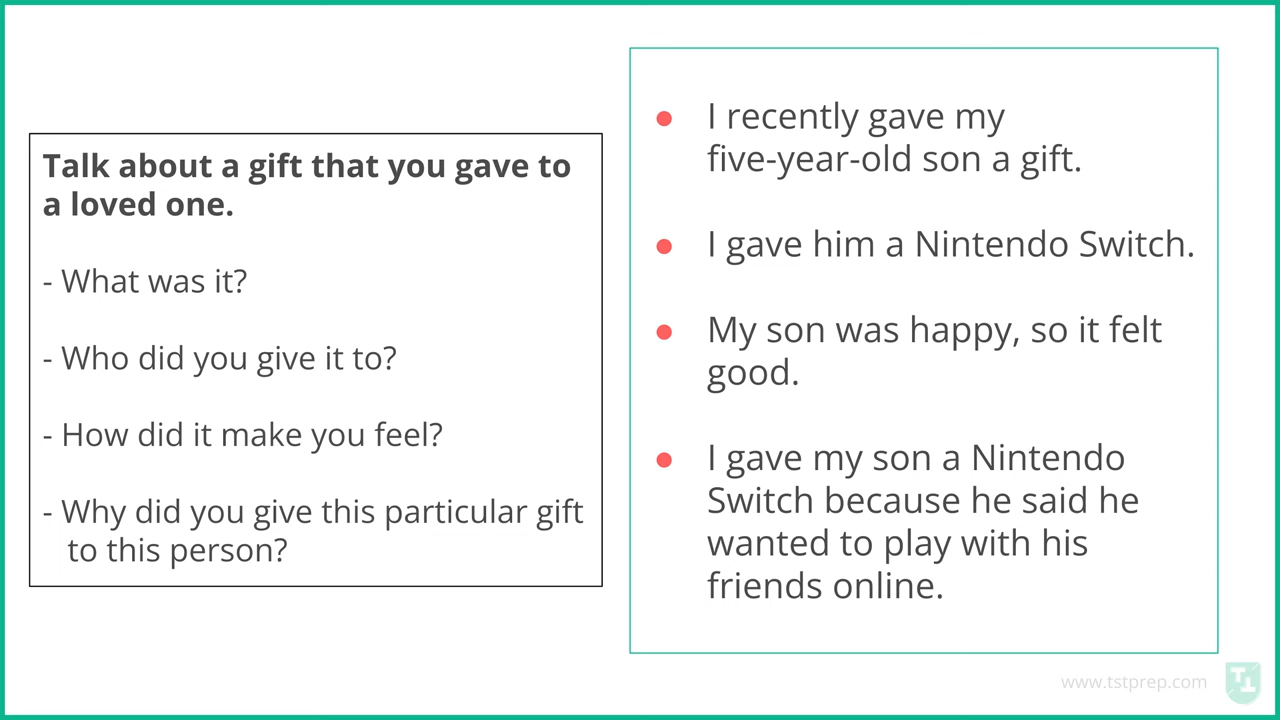 Talk about a gift that you gave to
a loved one.
- What was it?
- Who did you give it to?
- How did it make you feel?
- Why did you give this particular gift
to this person?
● I recently gave my
five-year-old son a gift.
● I gave him a Nintendo Switch.
● My son was happy, so it felt
good.
● I gave my son a Nintendo
Switch because he said he
wanted to play with his
friends online.
www.tstprep.com